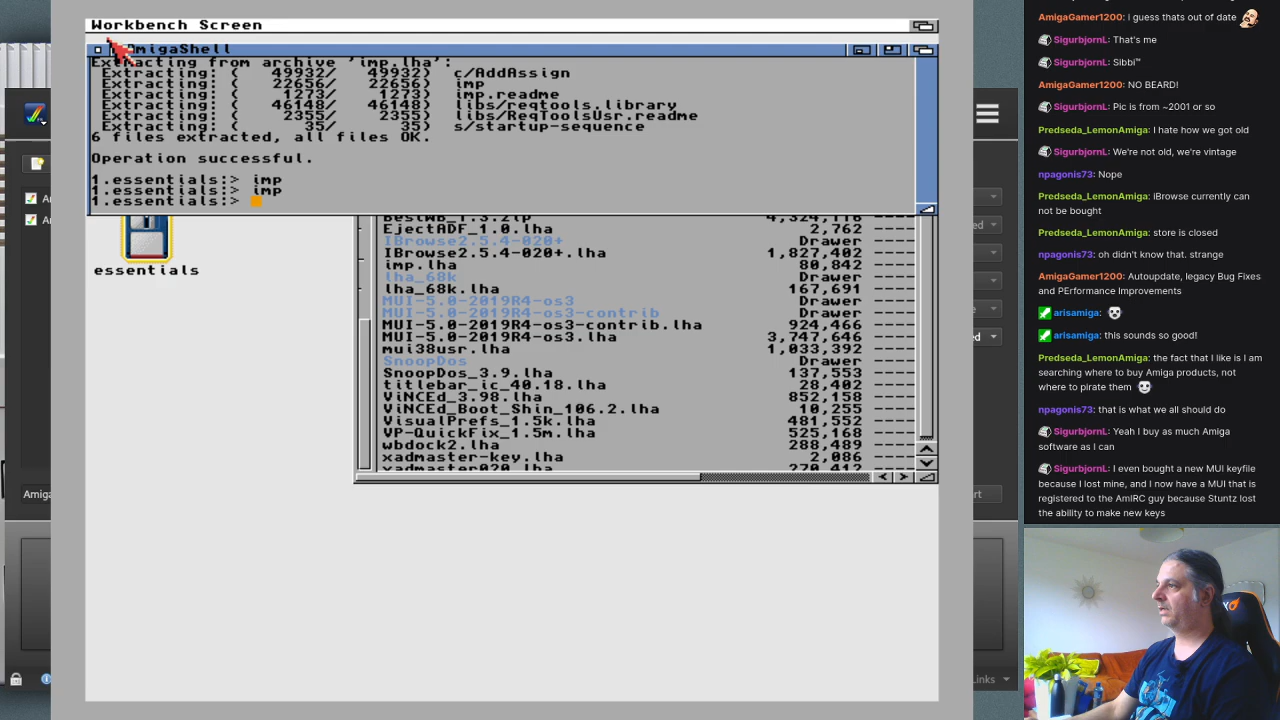 Workbench Screen
AmigaShell
Extracting from archive 'imp.lha':
Extracting: ( 49932/ 49932) c/AddAssign
Extracting: ( 22656/ 22656) imp
Extracting: ( 1273/ 1273) imp.readme
Extracting: ( 46148/ 46148) libs/reqtools.library
Extracting: ( 2355/ 2355) libs/ReqToolsUsr.readme
Extracting: ( 35/ 35) s/startup-sequence
6 files extracted, all files OK.
Operation successful.
1.essentials:> imp
1.essentials:> imp
1.essentials:>
essentials
BestWB_1.3.zip 4,324,116
EjectADF_1.0.lha 2,762
IBrowse2.5.4-020+ Drawer
IBrowse2.5.4-020+.lha 1,827,402
imp.lha 80,842
lha_68k Drawer
lha_68k.lha 167,691
MUI-5.0-2019R4-os3 Drawer
MUI-5.0-2019R4-os3-contrib Drawer
MUI-5.0-2019R4-os3-contrib.lha 924,466
MUI-5.0-2019R4-os3.lha 3,747,646
mui38usr.lha 1,033,392
SnoopDos Drawer
SnoopDos_3.9.lha 137,553
titlebar_ic_40.18.lha 28,402
ViNCEd_3.98.lha 852,158
ViNCEd_Boot_Shin_106.2.lha 10,255
VisualPrefs_1.5k.lha 481,552
VP-QuickFix_1.5m.lha 525,168
wbdock2.lha 288,489
xadmaster-key.lha 2,086
xadmaster020.lha 270,412
Amiga
Links
AmigaGamer1200: i guess thats out of date
SigurbjornL: That's me
SigurbjornL: Sibbi™
AmigaGamer1200: NO BEARD!
SigurbjornL: Pic is from ~2001 or so
Predseda_LemonAmiga: I hate how we got old
SigurbjornL: We're not old, we're vintage
npagonis73: Nope
Predseda_LemonAmiga: iBrowse currently can
not be bought
Predseda_LemonAmiga: store is closed
npagonis73: oh didn't know that. strange
AmigaGamer1200: Autoupdate, legacy Bug Fixes
and PErformance Improvements
arisamiga:
arisamiga: this sounds so good!
Predseda_LemonAmiga: the fact that I like is I am
searching where to buy Amiga products, not
where to pirate them
npagonis73: that is what we all should do
SigurbjornL: Yeah I buy as much Amiga
software as I can
SigurbjornL: I even bought a new MUI keyfile
because I lost mine, and I now have a MUI that is
registered to the AmIRC guy because Stuntz lost
the ability to make new keys